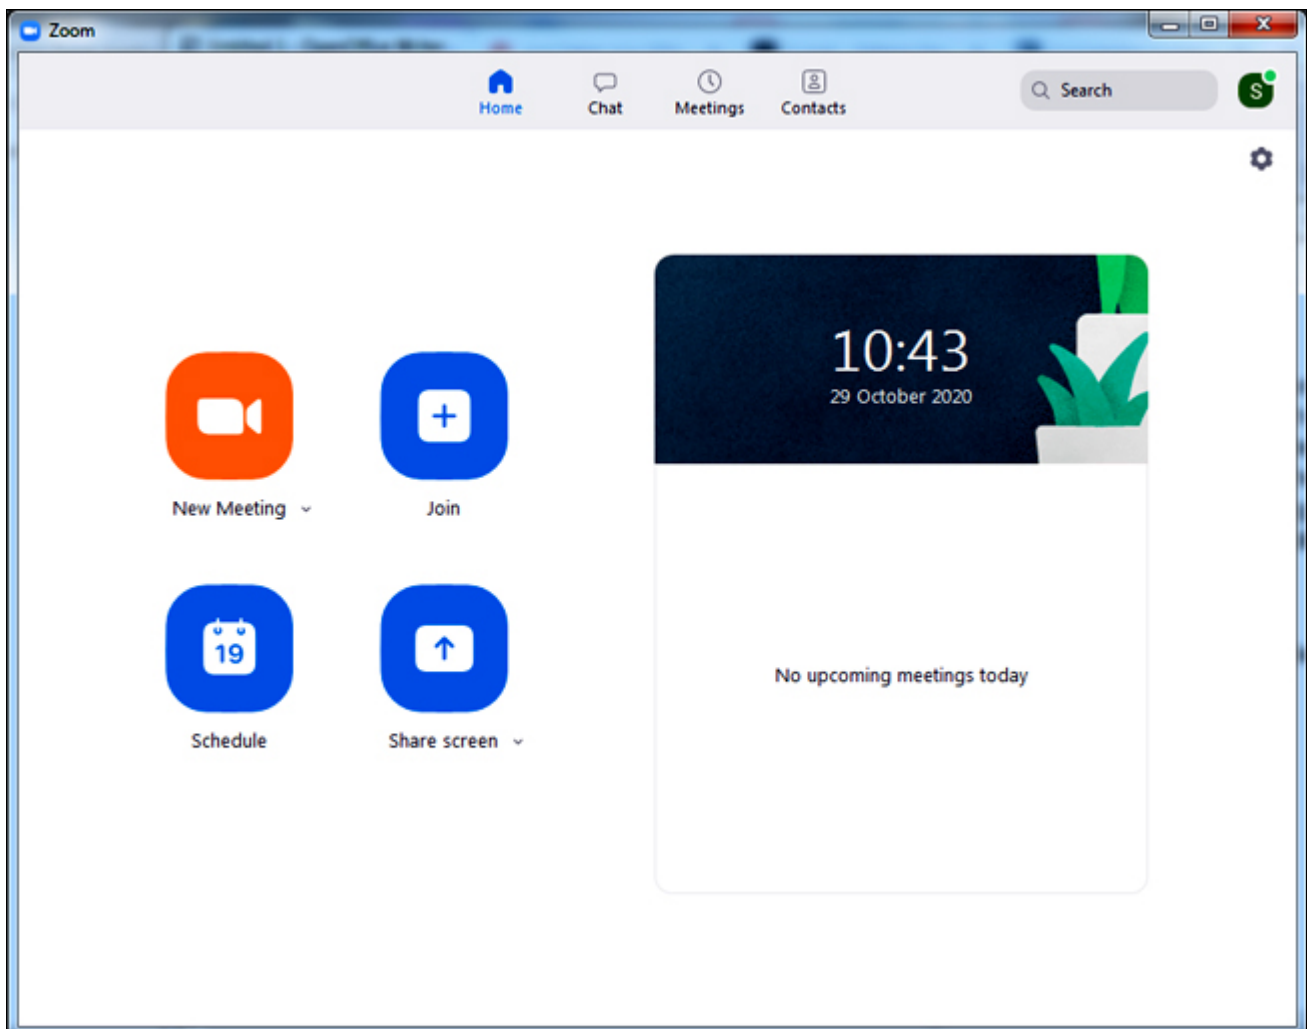 Zoom
Home
Chat
Meetings
Contacts
Search
S
10:43
29 October 2020
New Meeting
Join
19
Schedule
Share screen
No upcoming meetings today